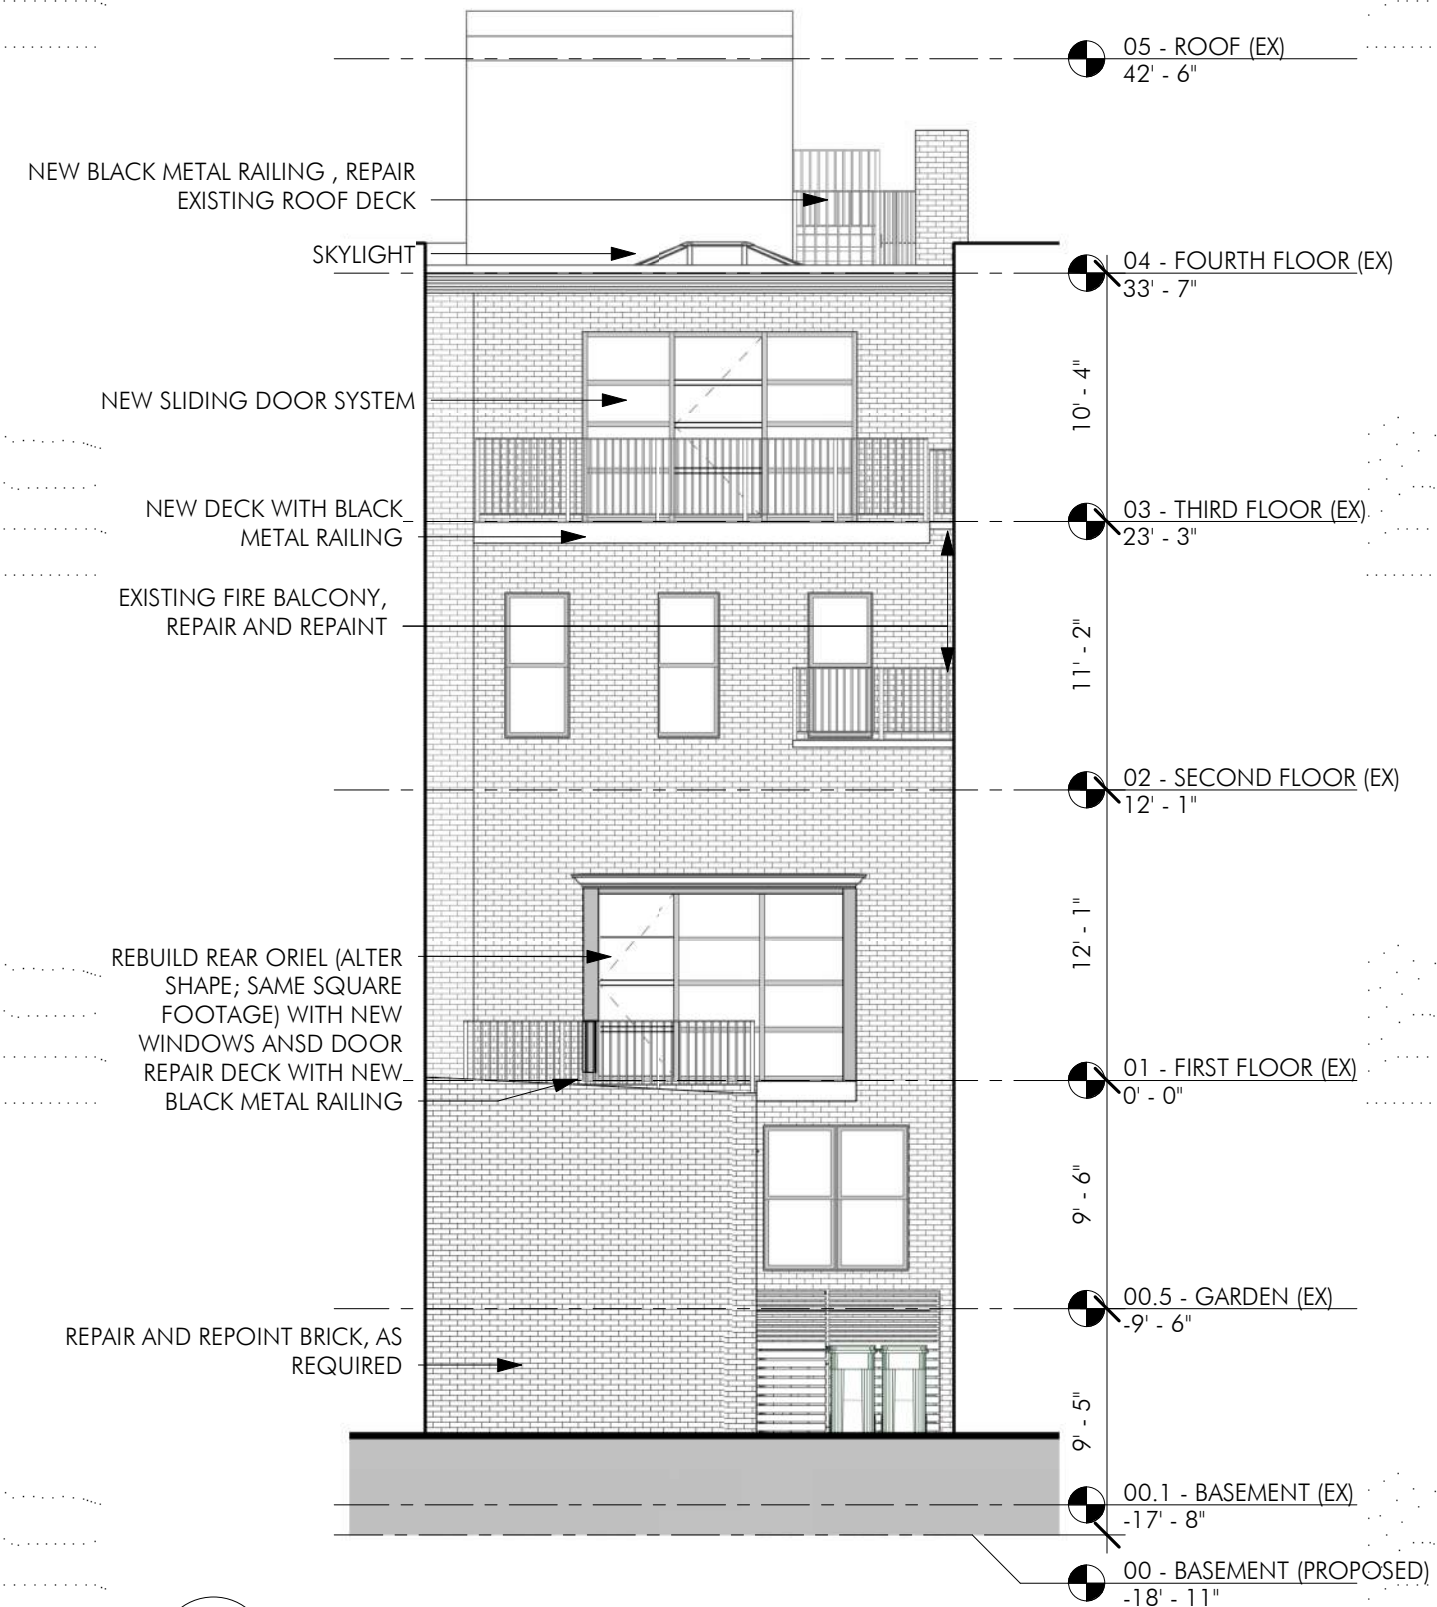 05 - ROOF (EX)
42' - 6"
NEW BLACK METAL RAILING , REPAIR
EXISTING ROOF DECK
SKYLIGHT
04 - FOURTH FLOOR (EX)
33' - 7"
10' - 4"
NEW SLIDING DOOR SYSTEM
NEW DECK WITH BLACK
METAL RAILING
03 - THIRD FLOOR (EX)
23' - 3"
EXISTING FIRE BALCONY,
REPAIR AND REPAINT
11' - 2"
02 - SECOND FLOOR (EX)
12' - 1"
12' - 1"
REBUILD REAR ORIEL (ALTER
SHAPE; SAME SQUARE
FOOTAGE) WITH NEW
WINDOWS ANSD DOOR
REPAIR DECK WITH NEW
BLACK METAL RAILING
01 - FIRST FLOOR (EX)
0' - 0"
9' - 6"
00.5 - GARDEN (EX)
-9' - 6"
REPAIR AND REPOINT BRICK, AS
REQUIRED
9' - 5"
00.1 - BASEMENT (EX)
-17' - 8"
00 - BASEMENT (PROPOSED)
-18' - 11"